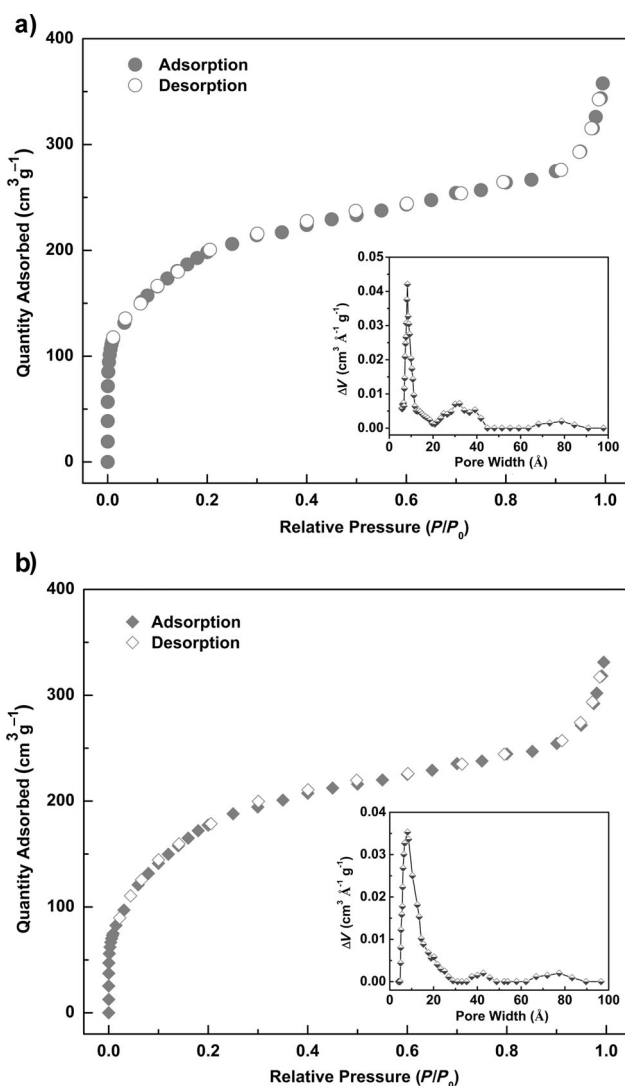 a)
400
300
200
100
0
Quantity Adsorbed (cm³g⁻¹)
Adsorption
Desorption
0.05
0.04
0.03
0.02
0.01
0.00
ΔV (cm³ Å⁻¹ g⁻¹)
0 20 40 60 80 100
Pore Width (Å)
0.0 0.2 0.4 0.6 0.8 1.0
Relative Pressure (P/P₀)
b)
400
300
200
100
0
Quantity Adsorbed (cm³g⁻¹)
Adsorption
Desorption
0.04
0.03
0.02
0.01
0.00
ΔV (cm³ Å⁻¹ g⁻¹)
0 20 40 60 80 100
Pore Width (Å)
0.0 0.2 0.4 0.6 0.8 1.0
Relative Pressure (P/P₀)